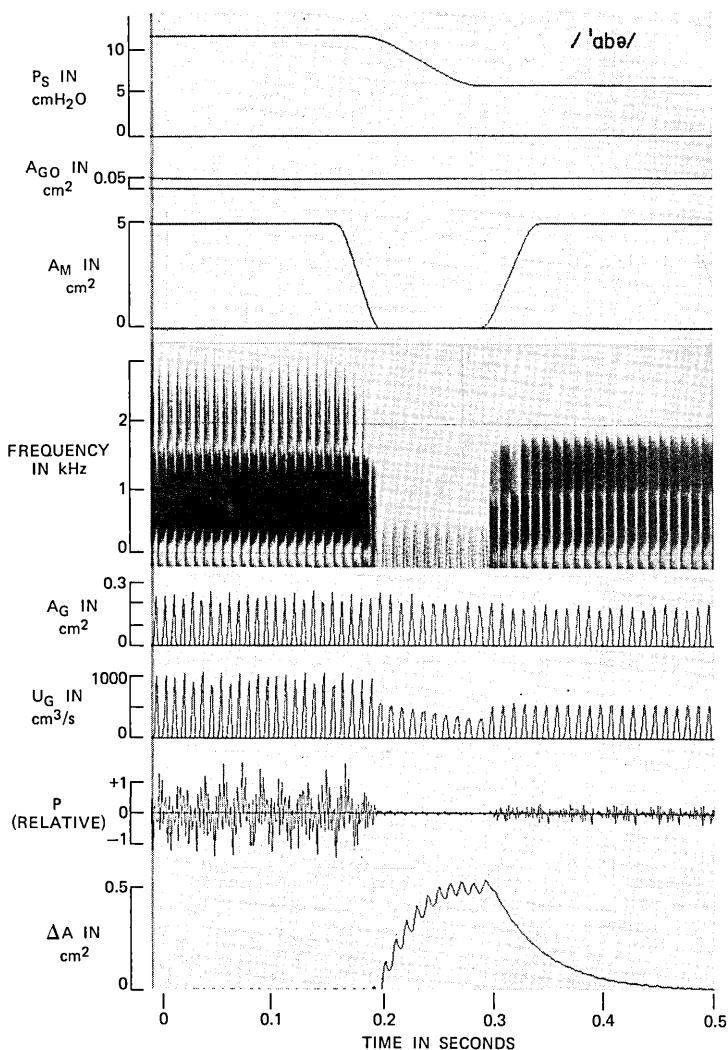 / ˈabə/
10
P_S IN
cmH₂O
5
0
A_GO IN
cm²
0.05
5
A_M IN
cm²
0
2
FREQUENCY
IN kHz
1
0
0.3
A_G IN
cm²
0
1000
U_G IN
cm³/s
0
+1
P
(RELATIVE)
0
−1
0.5
ΔA IN
cm²
0
0 0.1 0.2 0.3 0.4 0.5
TIME IN SECONDS